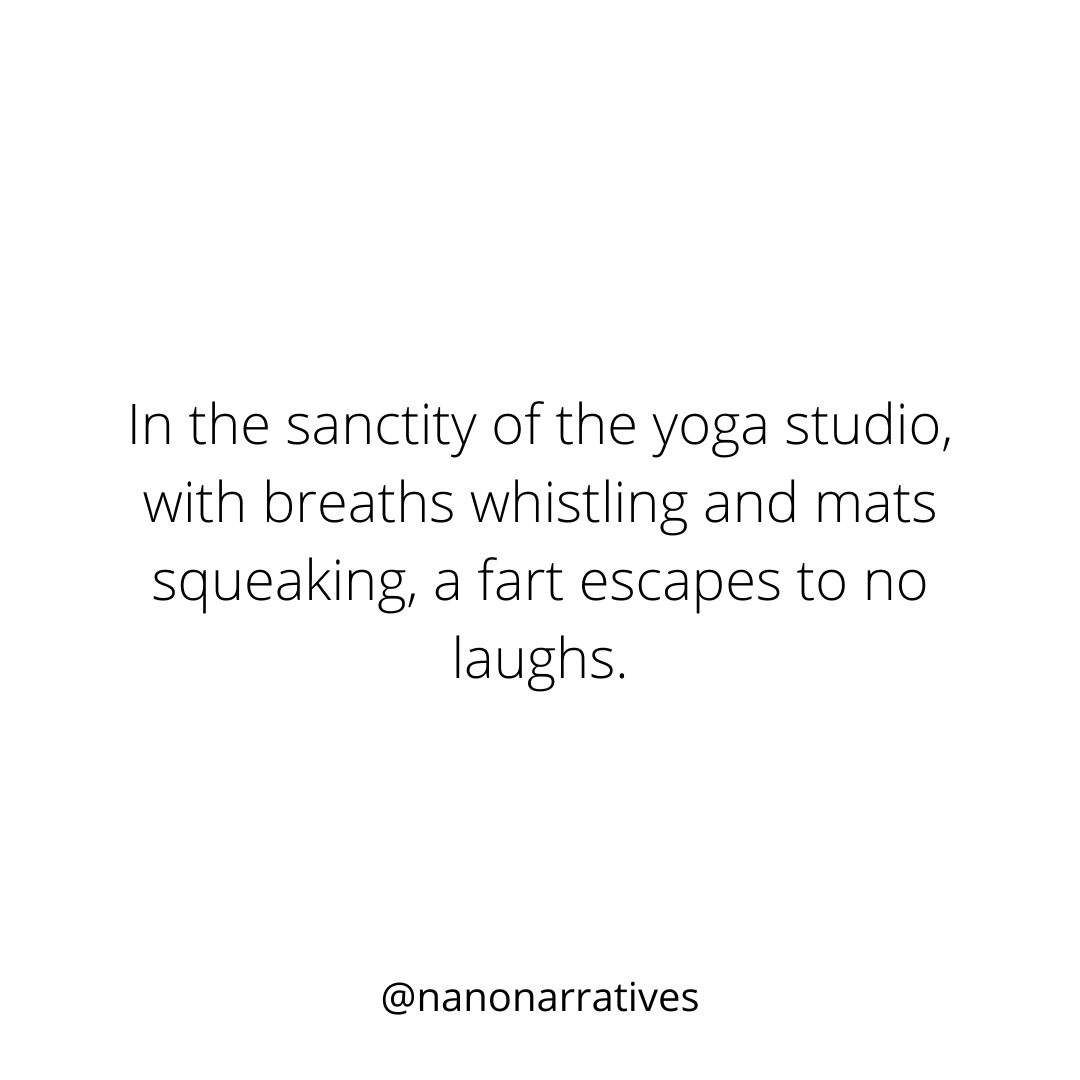 In the sanctity of the yoga studio,
with breaths whistling and mats
squeaking, a fart escapes to no
laughs.
@nanonarratives